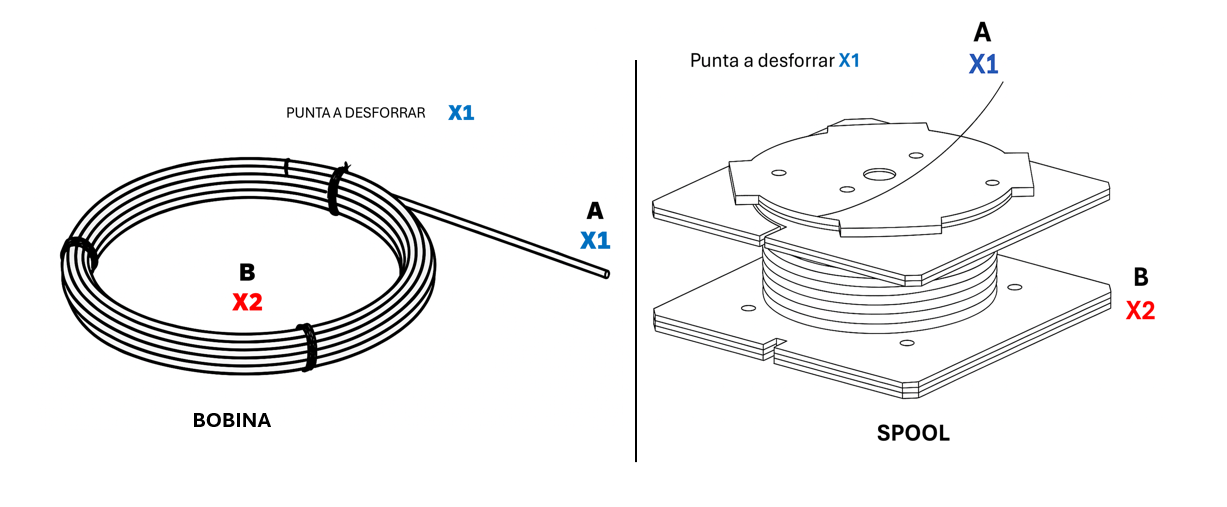 PUNTA A DESFORRAR X1
A
X1
B
X2
BOBINA
A
Punta a desforrar X1
X1
B
X2
SPOOL